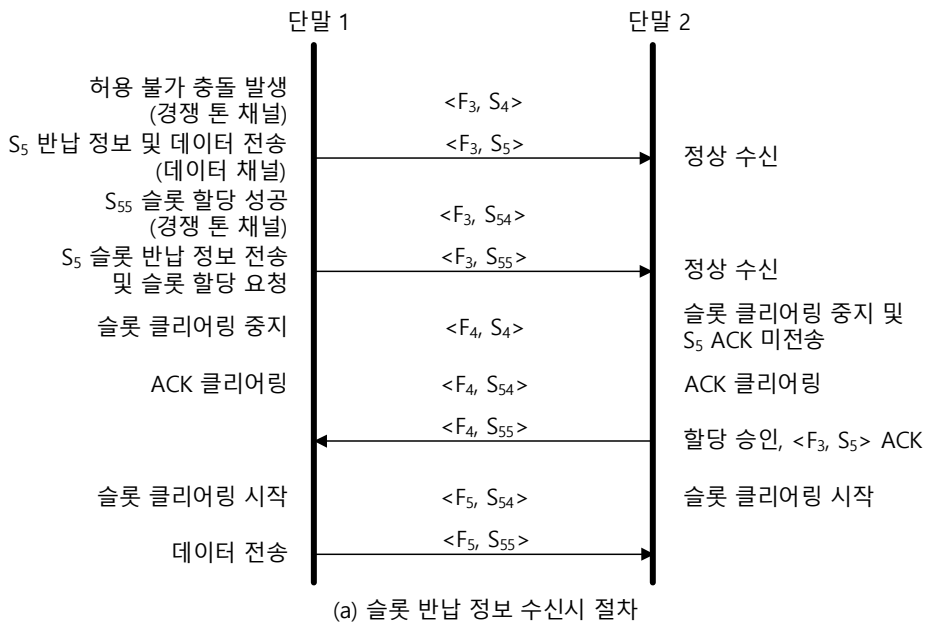 단말 1
단말 2
허용 불가 충돌 발생
(경쟁 톤 채널)
<F3, S4>
S5 반납 정보 및 데이터 전송
(데이터 채널)
<F3, S5>
정상 수신
S55 슬롯 할당 성공
(경쟁 톤 채널)
<F3, S54>
S5 슬롯 반납 정보 전송
및 슬롯 할당 요청
<F3, S55>
정상 수신
슬롯 클리어링 중지
<F4, S4>
슬롯 클리어링 중지 및
S5 ACK 미전송
ACK 클리어링
<F4, S54>
ACK 클리어링
<F4, S55>
할당 승인, <F3, S5> ACK
슬롯 클리어링 시작
<F5, S54>
슬롯 클리어링 시작
데이터 전송
<F5, S55>
(a) 슬롯 반납 정보 수신시 절차